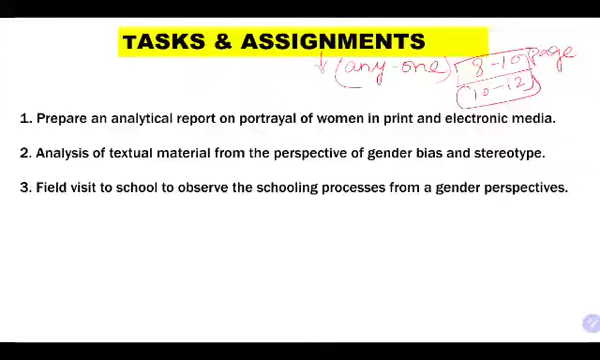 TASKS & ASSIGNMENTS
(any-one) 8-10 page
(10-12)
1. Prepare an analytical report on portrayal of women in print and electronic media.
2. Analysis of textual material from the perspective of gender bias and stereotype.
3. Field visit to school to observe the schooling processes from a gender perspectives.